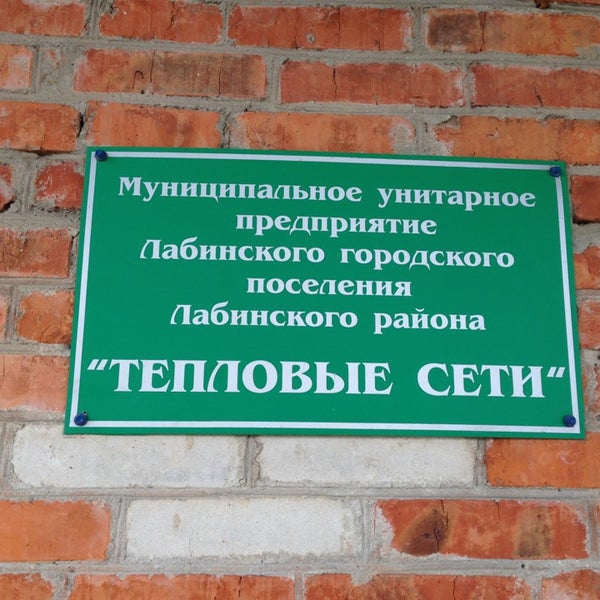 Муниципальное унитарное
предприятие
Лабинского городского
поселения
Лабинского района
“ТЕПЛОВЫЕ СЕТИ“